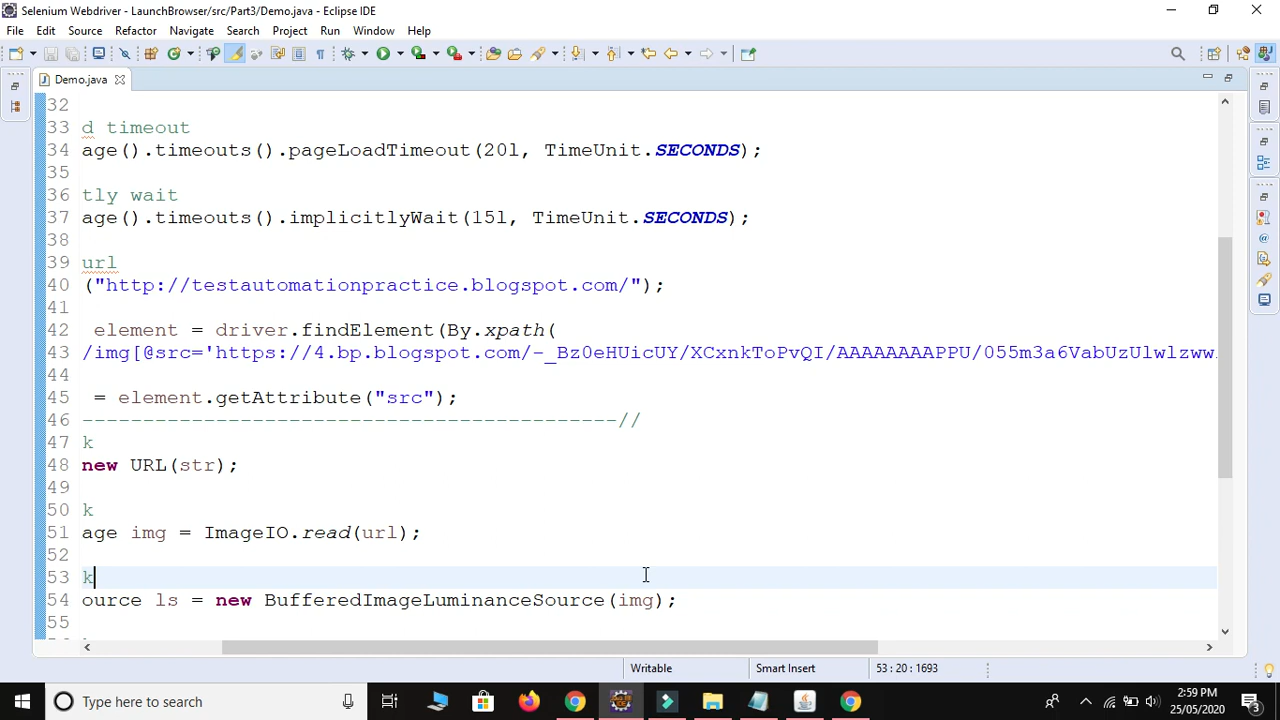 Selenium Webdriver - LaunchBrowser/src/Part3/Demo.java - Eclipse IDE
File Edit Source Refactor Navigate Search Project Run Window Help
Demo.java
32
33 d timeout
34 age().timeouts().pageLoadTimeout(20l, TimeUnit.SECONDS);
35
36 tly wait
37 age().timeouts().implicitlyWait(15l, TimeUnit.SECONDS);
38
39 url
40 ("http://testautomationpractice.blogspot.com/");
41
42 element = driver.findElement(By.xpath(
43 /img[@src='https://4.bp.blogspot.com/-_Bz0eHUicUY/XCxnkToPvQI/AAAAAAAAPPU/055m3a6VabUzUlwlzww
44
45 = element.getAttribute("src");
46 --------------------------------------------//
47 k
48 new URL(str);
49
50 k
51 age img = ImageIO.read(url);
52
53 k
54 ource ls = new BufferedImageLuminanceSource(img);
55
Writable Smart Insert 53 : 20 : 1693
Type here to search
2:59 PM
25/05/2020
3